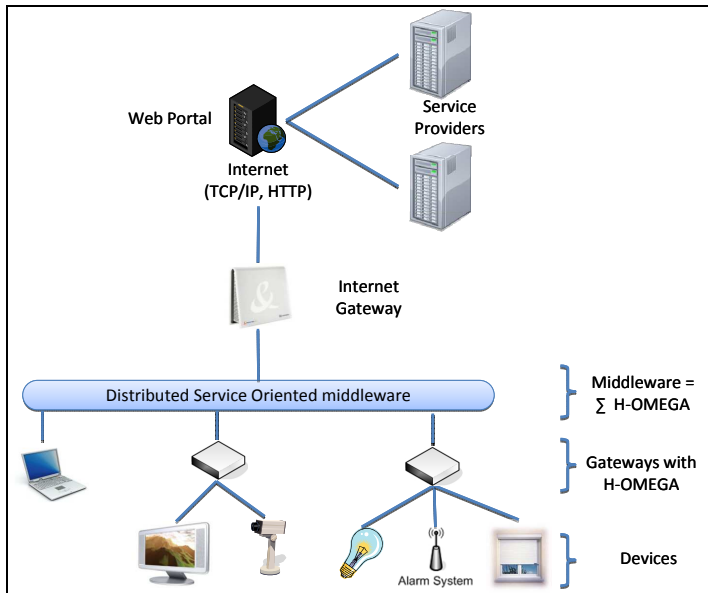 Web Portal
Service
Providers
Internet
(TCP/IP, HTTP)
&
Internet
Gateway
Distributed Service Oriented middleware
Middleware =
∑ H-OMEGA
Gateways with
H-OMEGA
Alarm System
Devices